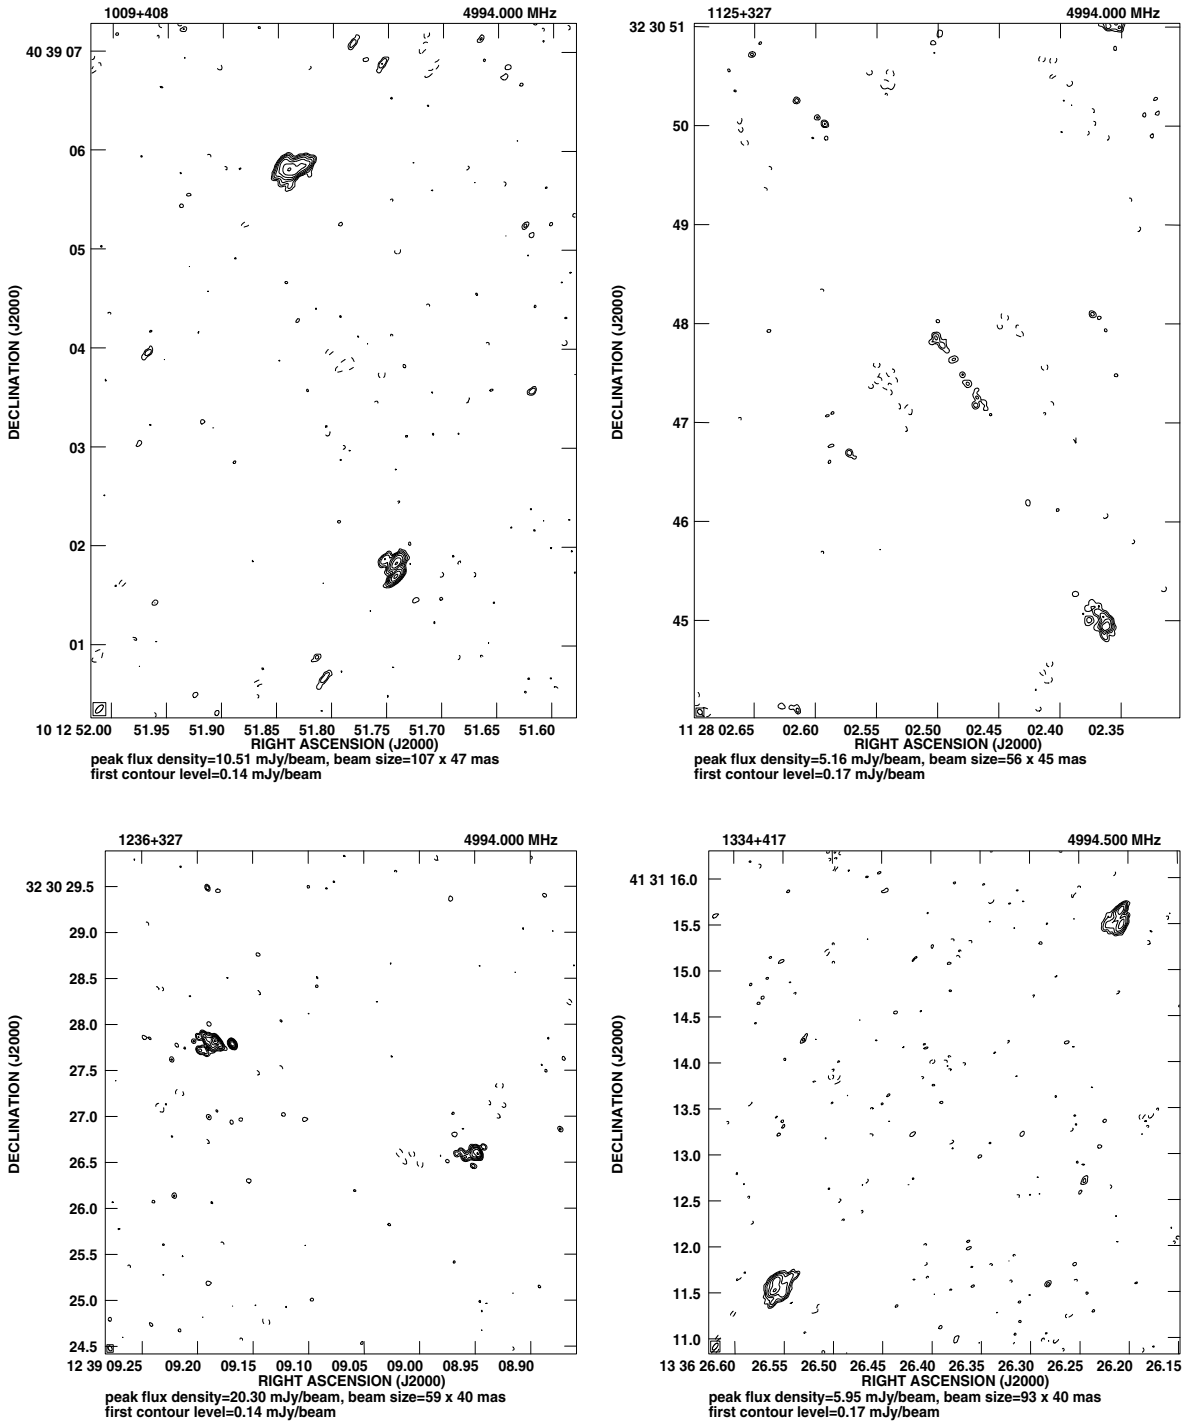 1009+408 4994.000 MHz
DECLINATION (J2000)
40 39 07
06
05
04
03
02
01
10 12 52.00 51.95 51.90 51.85 51.80 51.75 51.70 51.65 51.60
RIGHT ASCENSION (J2000)
peak flux density=10.51 mJy/beam, beam size=107 x 47 mas
first contour level=0.14 mJy/beam
1125+327 4994.000 MHz
DECLINATION (J2000)
32 30 51
50
49
48
47
46
45
11 28 02.65 02.60 02.55 02.50 02.45 02.40 02.35
RIGHT ASCENSION (J2000)
peak flux density=5.16 mJy/beam, beam size=56 x 45 mas
first contour level=0.17 mJy/beam
1236+327 4994.000 MHz
DECLINATION (J2000)
32 30 29.5
29.0
28.5
28.0
27.5
27.0
26.5
26.0
25.5
25.0
24.5
12 39 09.25 09.20 09.15 09.10 09.05 09.00 08.95 08.90
RIGHT ASCENSION (J2000)
peak flux density=20.30 mJy/beam, beam size=59 x 40 mas
first contour level=0.14 mJy/beam
1334+417 4994.500 MHz
DECLINATION (J2000)
41 31 16.0
15.5
15.0
14.5
14.0
13.5
13.0
12.5
12.0
11.5
11.0
13 36 26.60 26.55 26.50 26.45 26.40 26.35 26.30 26.25 26.20 26.15
RIGHT ASCENSION (J2000)
peak flux density=5.95 mJy/beam, beam size=93 x 40 mas
first contour level=0.17 mJy/beam